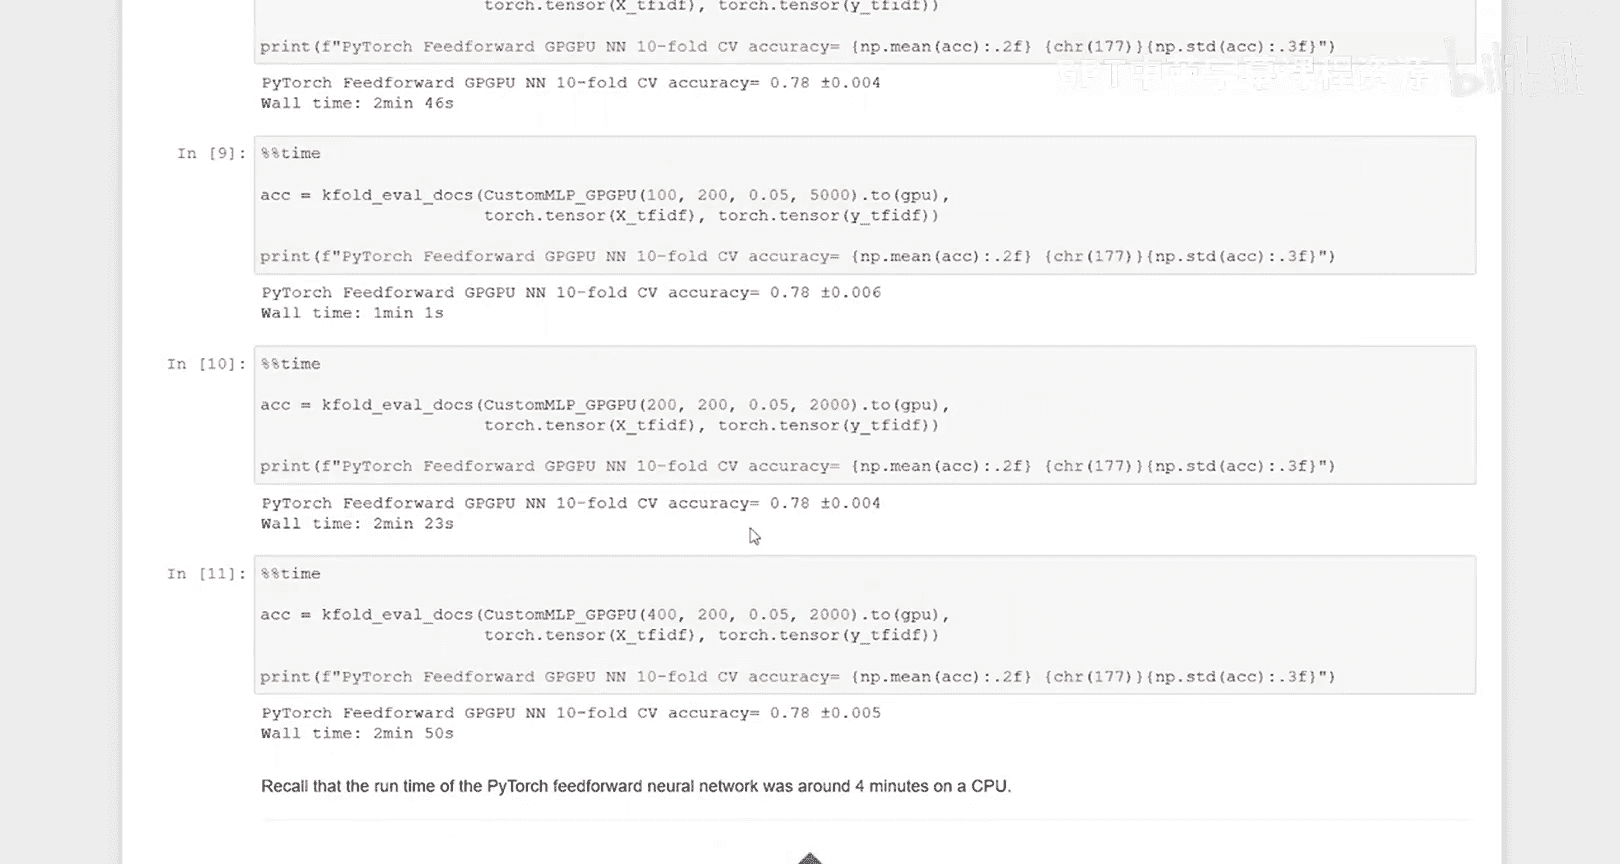 torch.tensor(X_tfidf), torch.tensor(y_tfidf))
print(f"PyTorch Feedforward GPGPU NN 10-fold CV accuracy= {np.mean(acc):.2f} {chr(177)}{np.std(acc):.3f}")
PyTorch Feedforward GPGPU NN 10-fold CV accuracy= 0.78 ±0.004
Wall time: 2min 46s
In [9]: %%time
acc = kfold_eval_docs(CustomMLP_GPGPU(100, 200, 0.05, 5000).to(gpu),
torch.tensor(X_tfidf), torch.tensor(y_tfidf))
print(f"PyTorch Feedforward GPGPU NN 10-fold CV accuracy= {np.mean(acc):.2f} {chr(177)}{np.std(acc):.3f}")
PyTorch Feedforward GPGPU NN 10-fold CV accuracy= 0.78 ±0.006
Wall time: 1min 1s
In [10]: %%time
acc = kfold_eval_docs(CustomMLP_GPGPU(200, 200, 0.05, 2000).to(gpu),
torch.tensor(X_tfidf), torch.tensor(y_tfidf))
print(f"PyTorch Feedforward GPGPU NN 10-fold CV accuracy= {np.mean(acc):.2f} {chr(177)}{np.std(acc):.3f}")
PyTorch Feedforward GPGPU NN 10-fold CV accuracy= 0.78 ±0.004
Wall time: 2min 23s
In [11]: %%time
acc = kfold_eval_docs(CustomMLP_GPGPU(400, 200, 0.05, 2000).to(gpu),
torch.tensor(X_tfidf), torch.tensor(y_tfidf))
print(f"PyTorch Feedforward GPGPU NN 10-fold CV accuracy= {np.mean(acc):.2f} {chr(177)}{np.std(acc):.3f}")
PyTorch Feedforward GPGPU NN 10-fold CV accuracy= 0.78 ±0.005
Wall time: 2min 50s
Recall that the run time of the PyTorch feedforward neural network was around 4 minutes on a CPU.